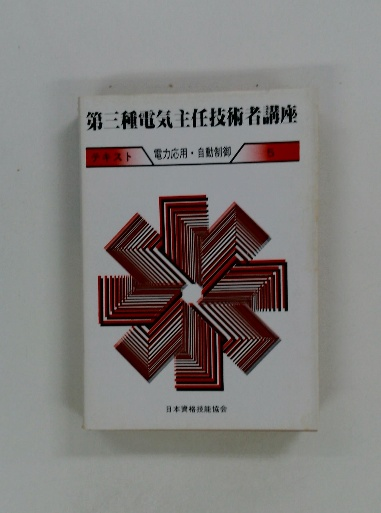 第三種電気主任技術者講座
テキスト 電力応用・自動制御 5
日本資格技能協会